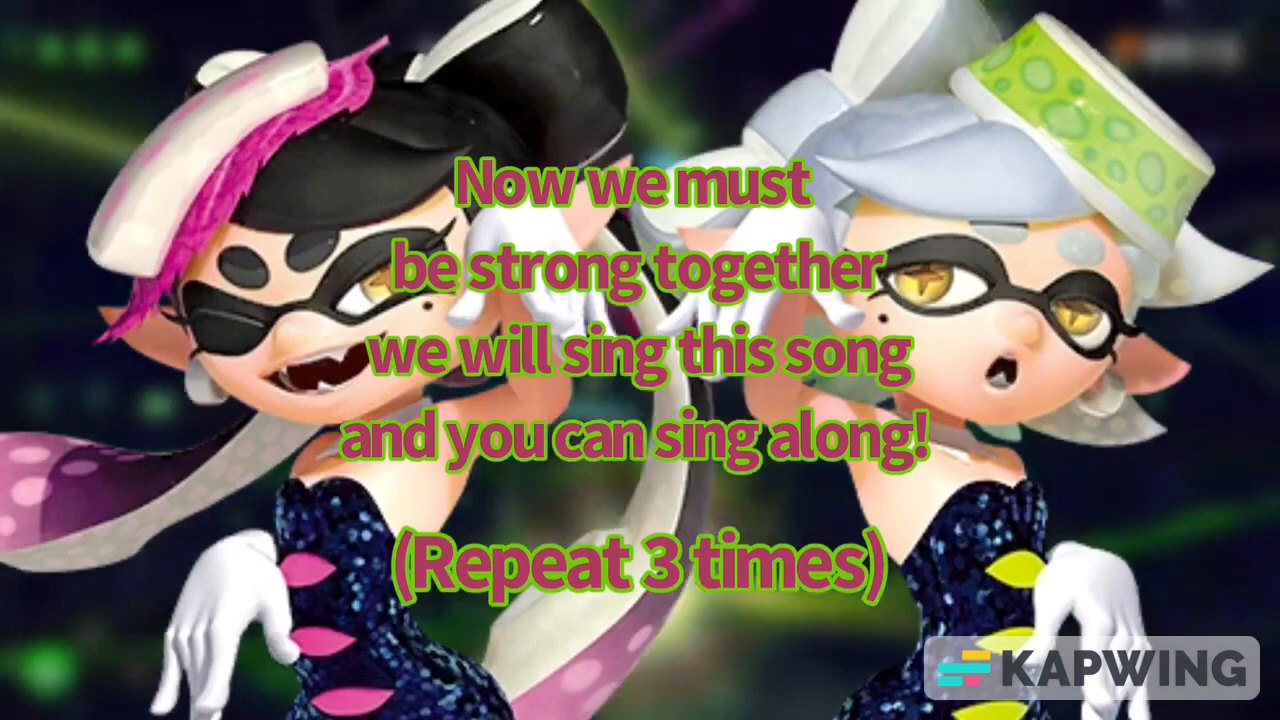 Now we must
be strong together
we will sing this song
and you can sing along!
(Repeat 3 times)
KAPWING